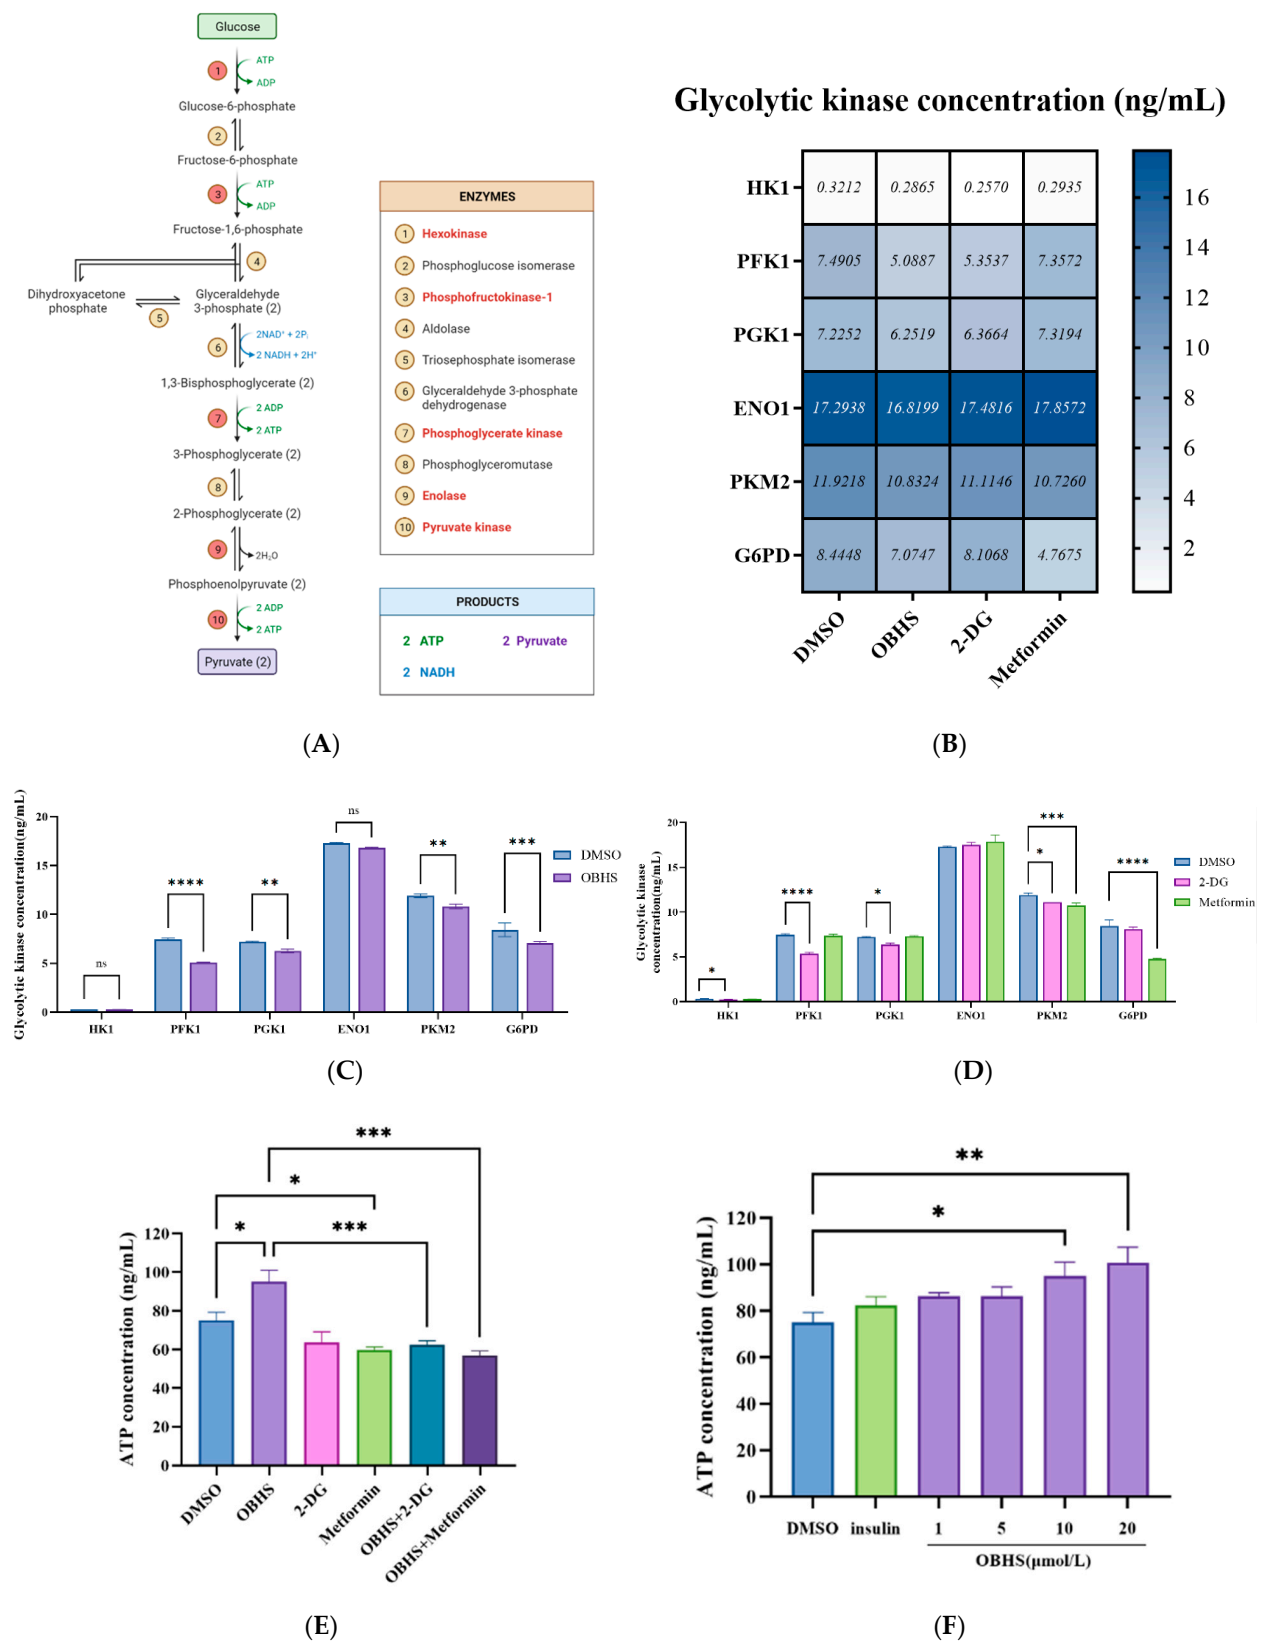 Glucose
1
ATP
ADP
Glucose-6-phosphate
2
Fructose-6-phosphate
3
ATP
ADP
Fructose-1,6-phosphate
4
Dihydroxyacetone
phosphate
5
Glyceraldehyde
3-phosphate (2)
6
2NAD⁺ + 2Pᵢ
2 NADH + 2H⁺
1,3-Bisphosphoglycerate (2)
7
2 ADP
2 ATP
3-Phosphoglycerate (2)
8
2-Phosphoglycerate (2)
9
2H₂O
Phosphoenolpyruvate (2)
10
2 ADP
2 ATP
Pyruvate (2)
ENZYMES
1 Hexokinase
2 Phosphoglucose isomerase
3 Phosphofructokinase-1
4 Aldolase
5 Triosephosphate isomerase
6 Glyceraldehyde 3-phosphate
dehydrogenase
7 Phosphoglycerate kinase
8 Phosphoglyceromutase
9 Enolase
10 Pyruvate kinase
PRODUCTS
2 ATP 2 Pyruvate
2 NADH
(A)
Glycolytic kinase concentration (ng/mL)
HK1 0.3212 0.2865 0.2570 0.2935
PFK1 7.4905 5.0887 5.3537 7.3572
PGK1 7.2252 6.2519 6.3664 7.3194
ENO1 17.2938 16.8199 17.4816 17.8572
PKM2 11.9218 10.8324 11.1146 10.7260
G6PD 8.4448 7.0747 8.1068 4.7675
DMSO OBHS 2-DG Metformin
16
14
12
10
8
6
4
2
(B)
Glycolytic kinase concentration(ng/mL)
20
15
10
5
0
ns
****
**
ns
**
***
HK1 PFK1 PGK1 ENO1 PKM2 G6PD
DMSO
OBHS
(C)
Glycolytic kinase
concentration(ng/mL)
20
15
10
5
0
*
****
*
***
*
****
HK1 PFK1 PGK1 ENO1 PKM2 G6PD
DMSO
2-DG
Metformin
(D)
ATP concentration (ng/mL)
120
100
80
60
40
20
0
***
*
*
***
DMSO OBHS 2-DG Metformin OBHS+2-DG OBHS+Metformin
(E)
ATP concentration (ng/mL)
120
100
80
60
40
20
0
**
*
DMSO insulin 1 5 10 20
OBHS(μmol/L)
(F)